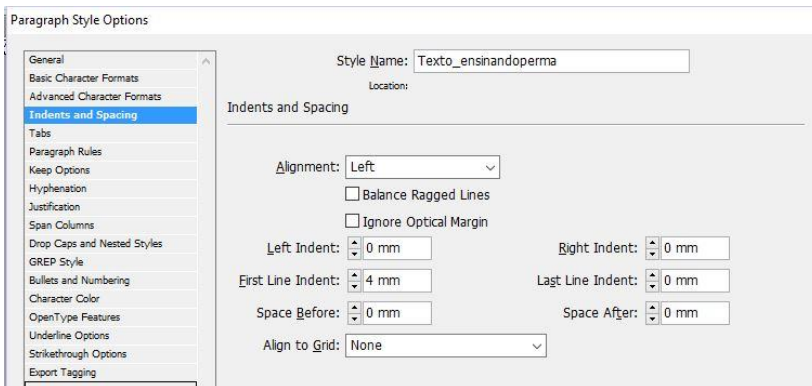 Paragraph Style Options
General
Basic Character Formats
Advanced Character Formats
Indents and Spacing
Tabs
Paragraph Rules
Keep Options
Hyphenation
Justification
Span Columns
Drop Caps and Nested Styles
GREP Style
Bullets and Numbering
Character Color
OpenType Features
Underline Options
Strikethrough Options
Export Tagging
Style Name: Texto_ensinandoperma
Location:
Indents and Spacing
Alignment: Left
Balance Ragged Lines
Ignore Optical Margin
Left Indent: 0 mm Right Indent: 0 mm
First Line Indent: 4 mm Last Line Indent: 0 mm
Space Before: 0 mm Space After: 0 mm
Align to Grid: None